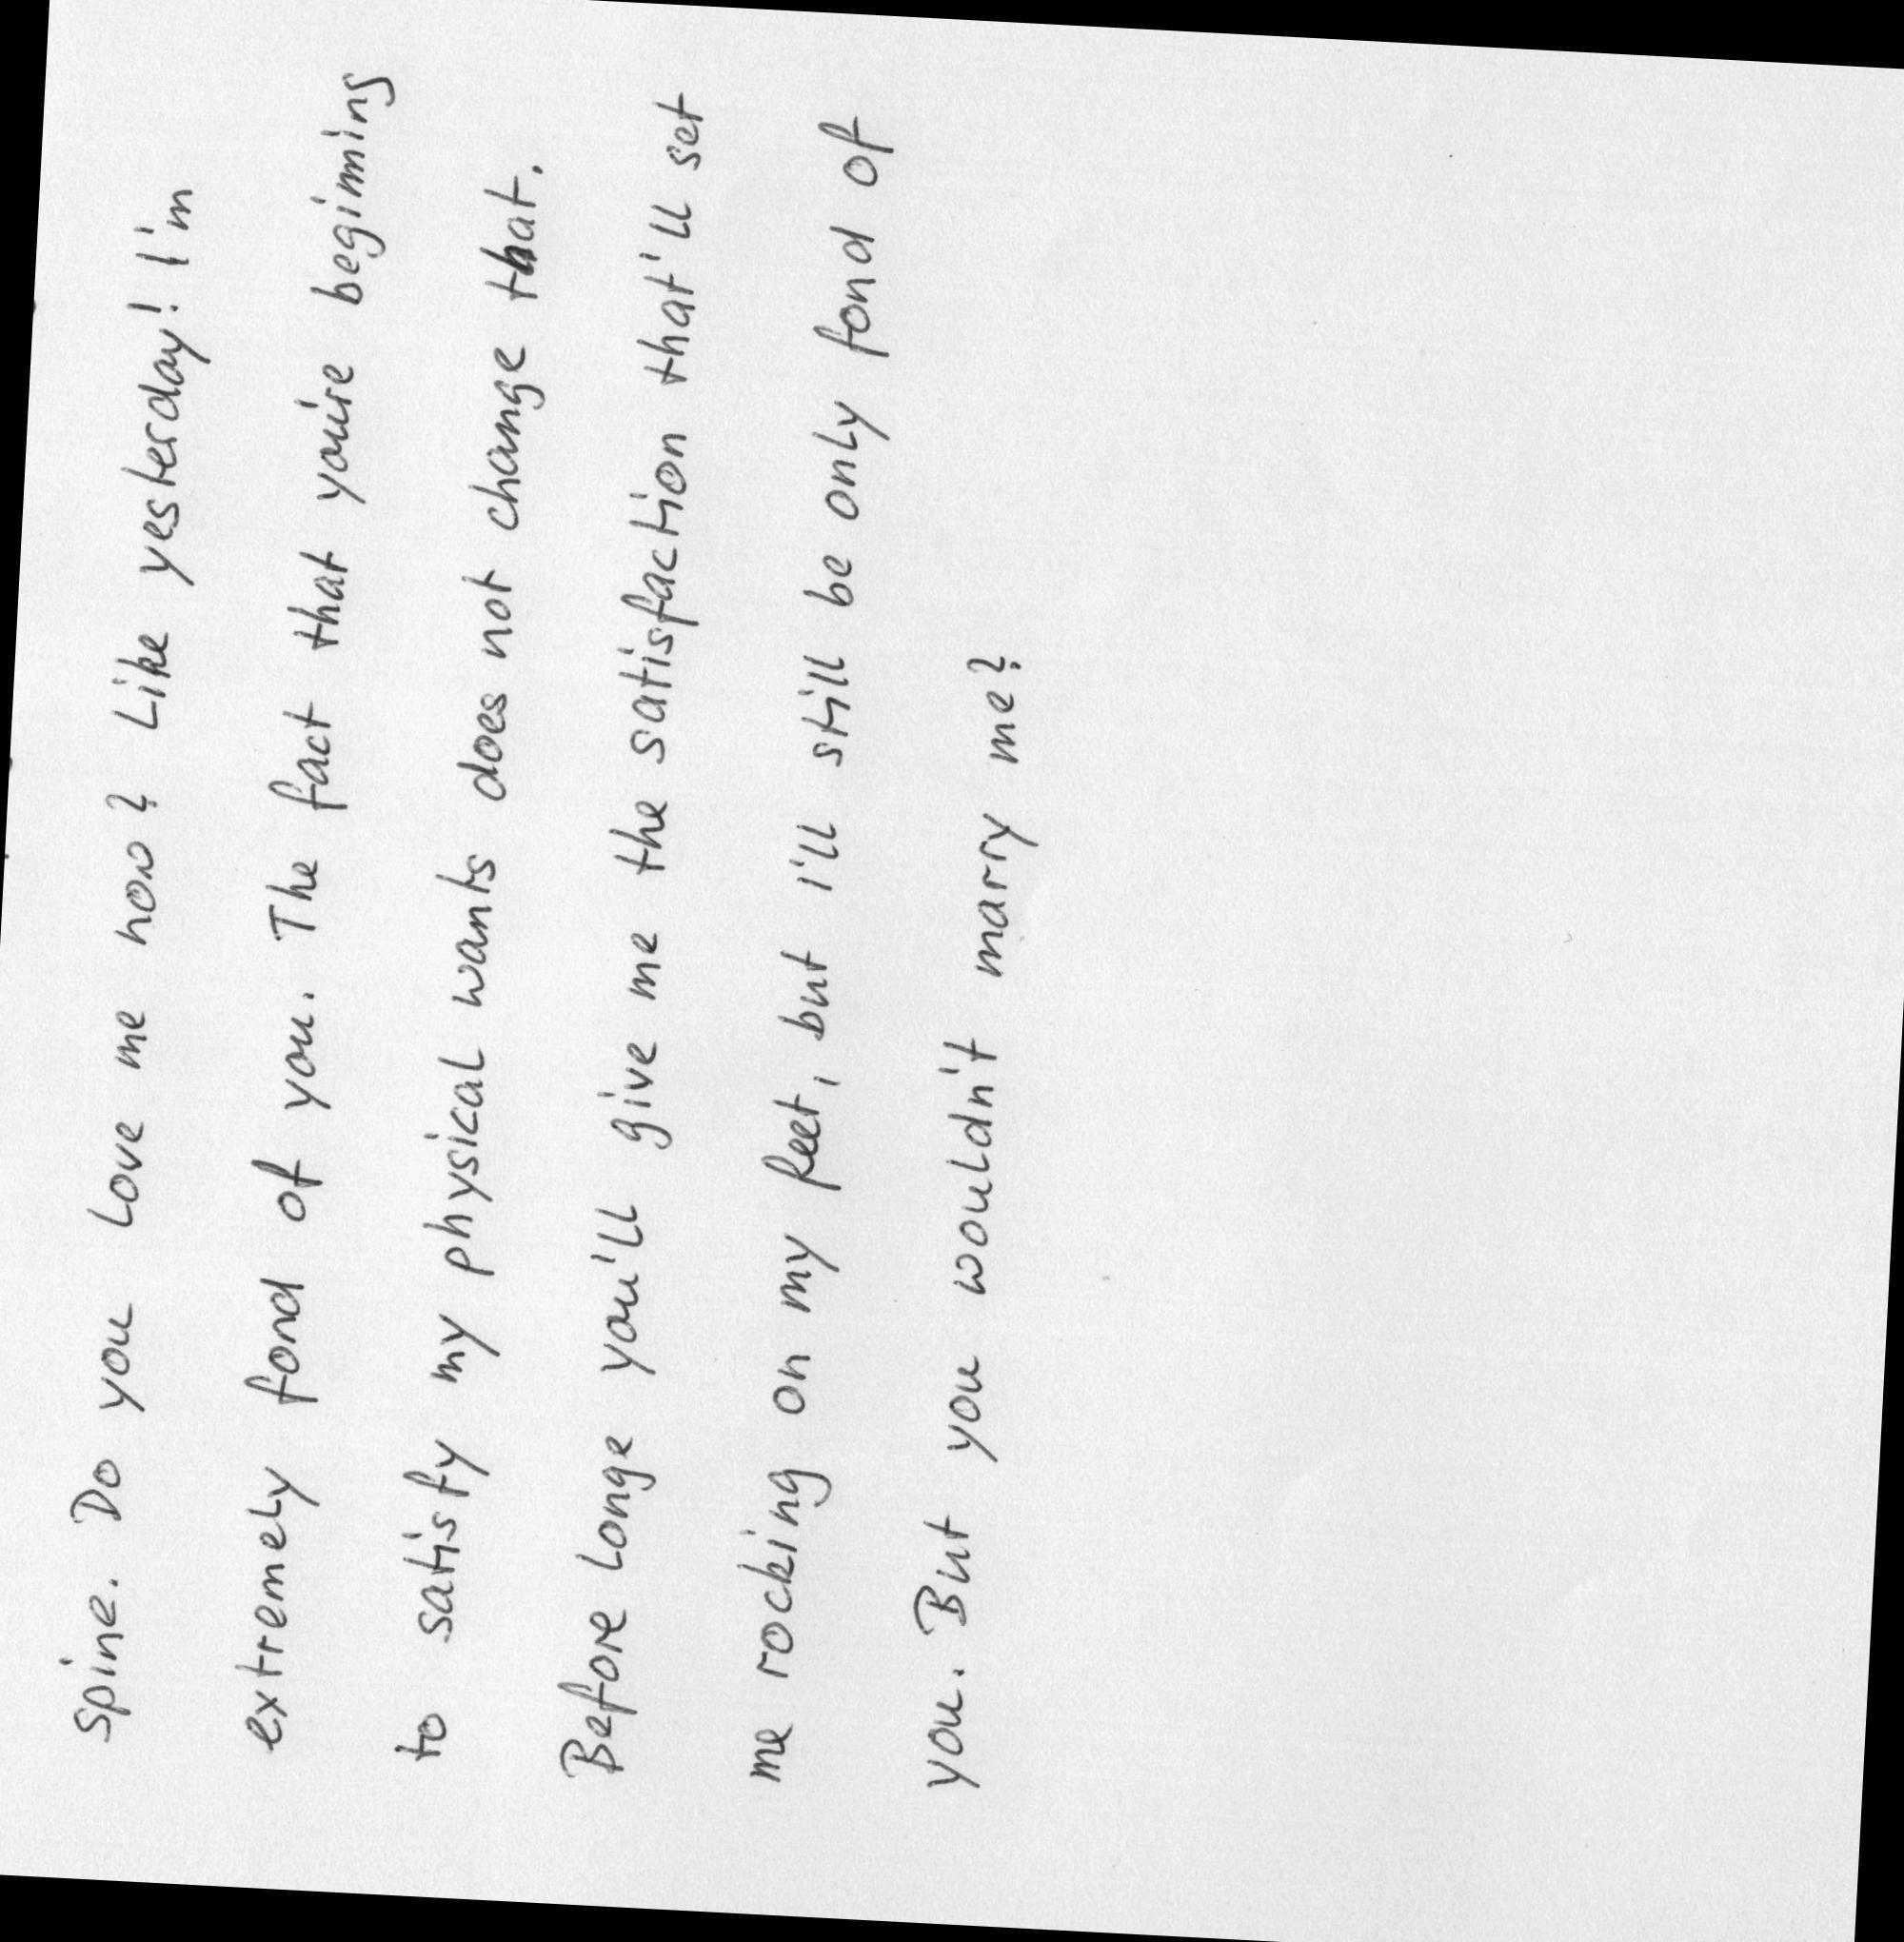 spine. Do you love me now? Like yesterday! I'm
extremely fond of you. The fact that you're beginning
to satisfy my physical wants does not change that.
Before longe you'll give me the satisfaction that'll set
me rocking on my feet, but i'll still be only fond of
you. But you wouldn't marry me?